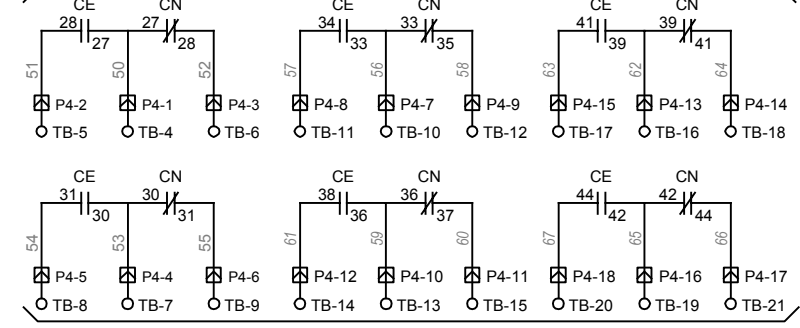 CE CN CE CN CE CN
28 27 27 28 34 33 33 35 41 39 39 41
51 50 52 57 56 58 63 62 64
P4-2 P4-1 P4-3 P4-8 P4-7 P4-9 P4-15 P4-13 P4-14
TB-5 TB-4 TB-6 TB-11 TB-10 TB-12 TB-17 TB-16 TB-18
CE CN CE CN CE CN
31 30 30 31 38 36 36 37 44 42 42 44
54 53 55 61 59 60 67 65 66
P4-5 P4-4 P4-6 P4-12 P4-10 P4-11 P4-18 P4-16 P4-17
TB-8 TB-7 TB-9 TB-14 TB-13 TB-15 TB-20 TB-19 TB-21